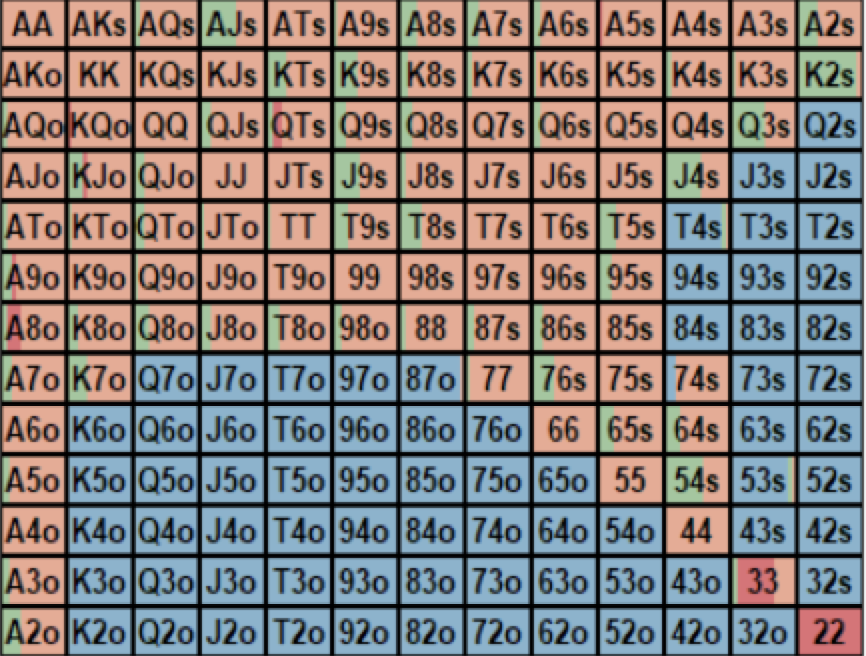 AA AKs AQs AJs ATs A9s A8s A7s A6s A5s A4s A3s A2s
AKo KK KQs KJs KTs K9s K8s K7s K6s K5s K4s K3s K2s
AQo KQo QQ QJs QTs Q9s Q8s Q7s Q6s Q5s Q4s Q3s Q2s
AJo KJo QJo JJ JTs J9s J8s J7s J6s J5s J4s J3s J2s
ATo KTo QTo JTo TT T9s T8s T7s T6s T5s T4s T3s T2s
A9o K9o Q9o J9o T9o 99 98s 97s 96s 95s 94s 93s 92s
A8o K8o Q8o J8o T8o 98o 88 87s 86s 85s 84s 83s 82s
A7o K7o Q7o J7o T7o 97o 87o 77 76s 75s 74s 73s 72s
A6o K6o Q6o J6o T6o 96o 86o 76o 66 65s 64s 63s 62s
A5o K5o Q5o J5o T5o 95o 85o 75o 65o 55 54s 53s 52s
A4o K4o Q4o J4o T4o 94o 84o 74o 64o 54o 44 43s 42s
A3o K3o Q3o J3o T3o 93o 83o 73o 63o 53o 43o 33 32s
A2o K2o Q2o J2o T2o 92o 82o 72o 62o 52o 42o 32o 22